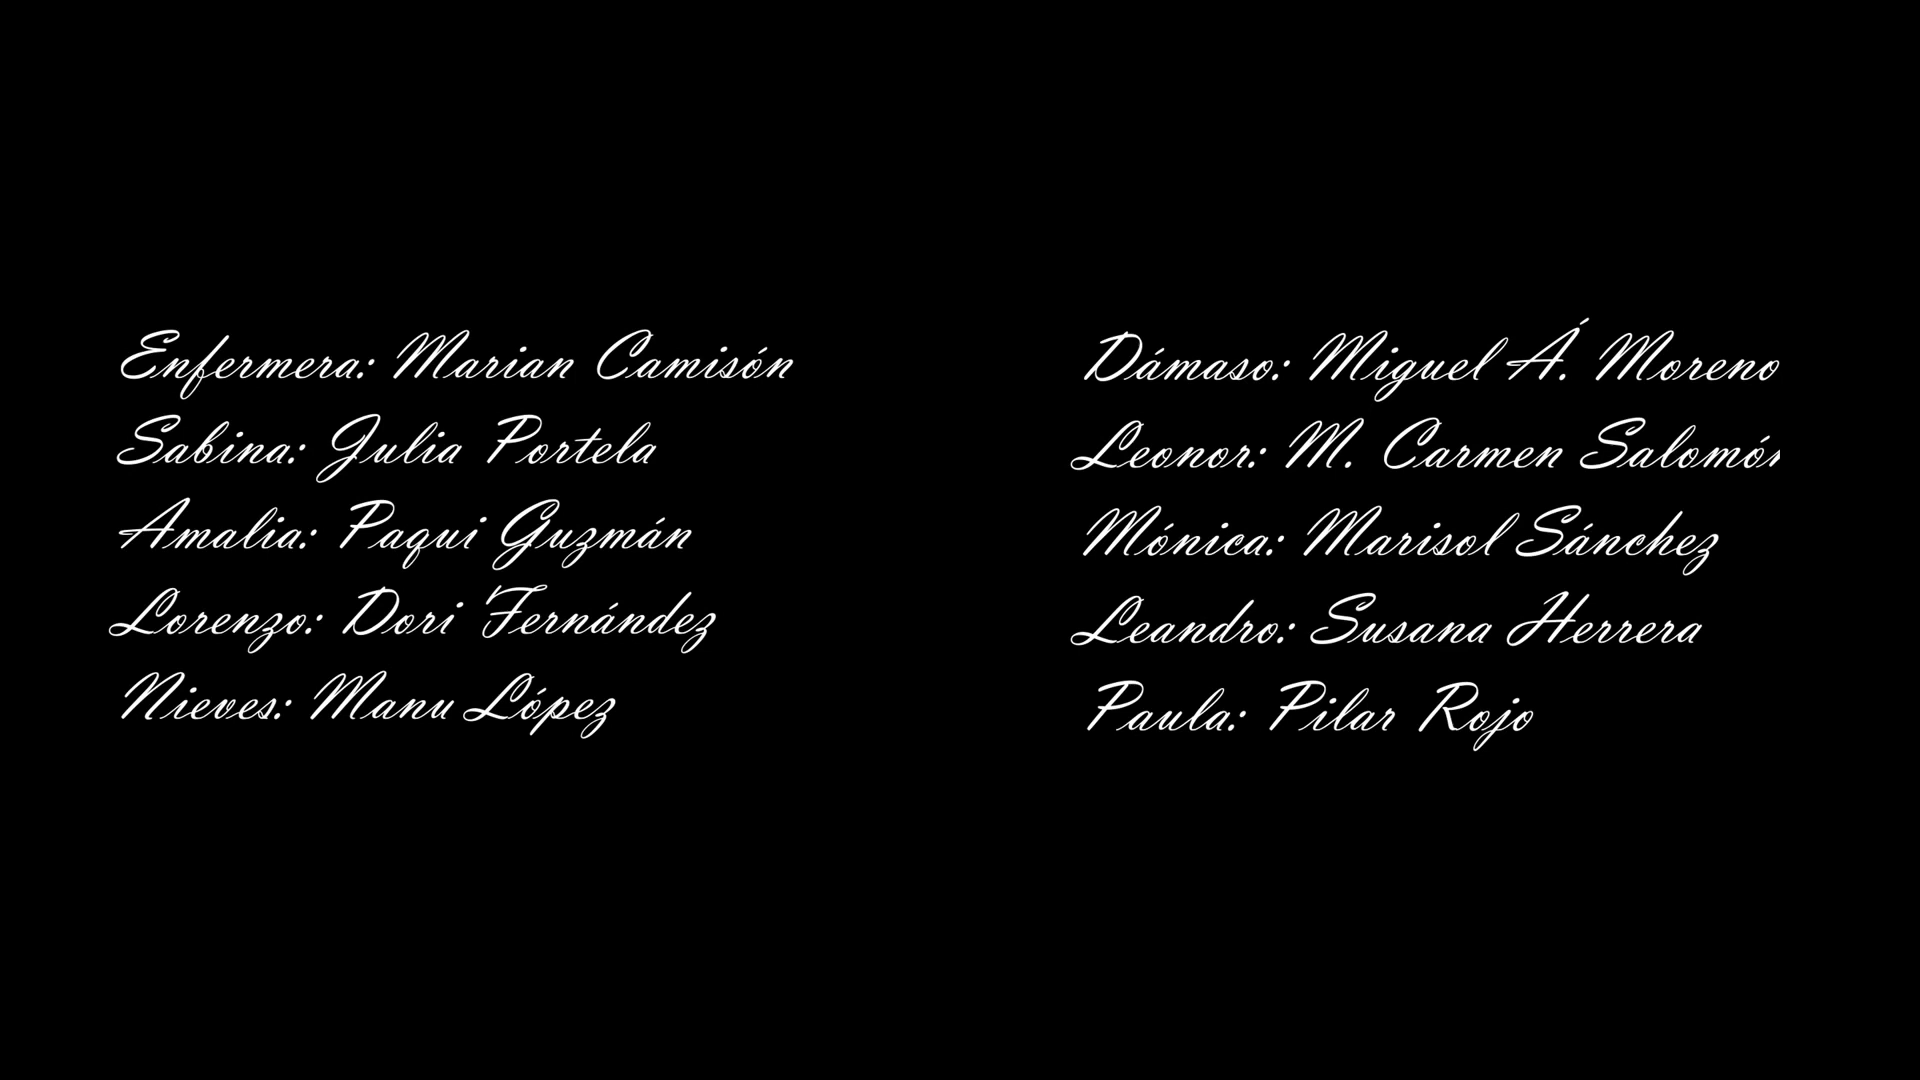 Enfermera: Marian Camisón
Sabina: Julia Portela
Amalia: Paqui Guzmán
Lorenzo: Dori Fernández
Nieves: Manu López
Dámaso: Miguel Á. Moreno
Leonor: M. Carmen Salomón
Mónica: Marisol Sánchez
Leandro: Susana Herrera
Paula: Pilar Rojo